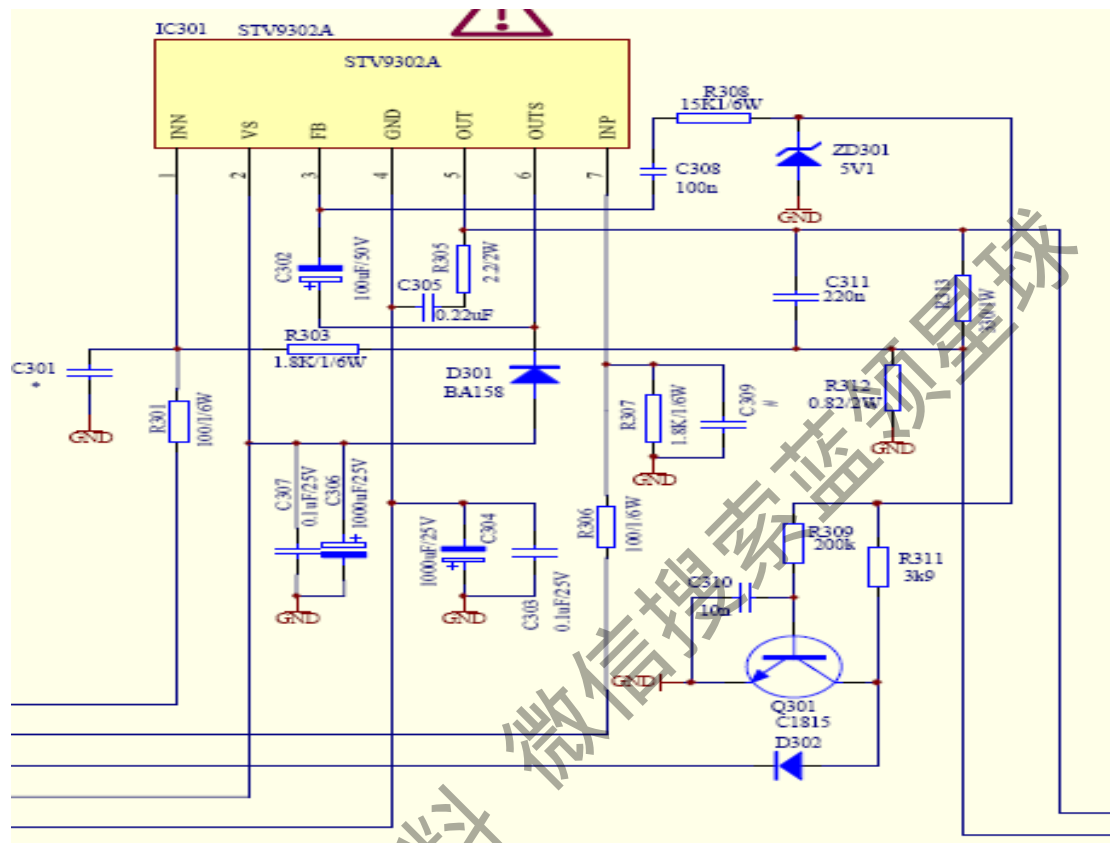 IC301 STV9302A
STV9302A
INN
VS
FB
GND
OUT
OUTS
INP
1
2
3
4
5
6
7
R308
15K1/6W
C308
100n
ZD301
5V1
GND
C302
100uF/50V
R305
2.2/2W
C305
0.22uF
C311
220n
R313
R303
1.8K/1/6W
C301
*
D301
BA158
R312
0.82/2W
GND
R301
100/1/6W
GND
R307
1.8K/1/6W
C309
#
GND
C307
0.1uF/25V
C306
1000uF/25V
GND
1000uF/25V
C304
GND
C303
0.1uF/25V
R306
100/1/6W
R309
200k
R311
3k9
C310
10n
GND
Q301
C1815
D302
料 微信搜索蓝领星球